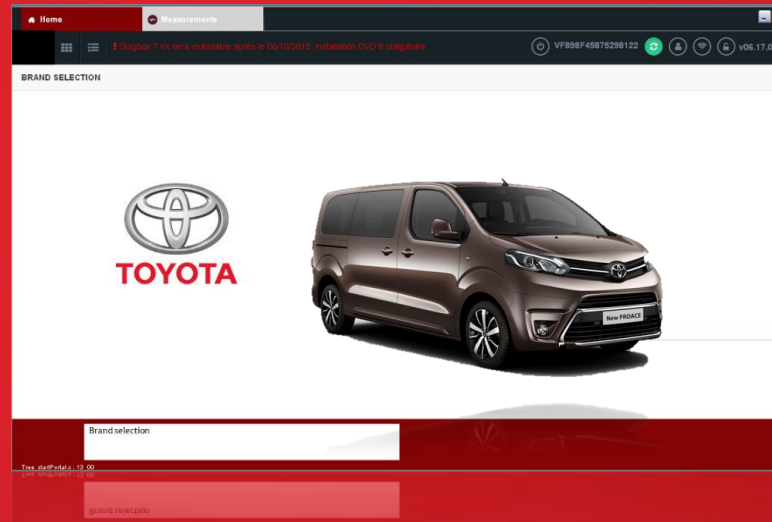 Home
Measurements
! Diagbox 7.XX sera inutilisable après le 06/10/2015. Installation DVD 8 obligatoire
VF898F45875298122
v06.17.0
BRAND SELECTION
TOYOTA
New PROACE
Brand selection
Tree_startPortal.s : 13_00